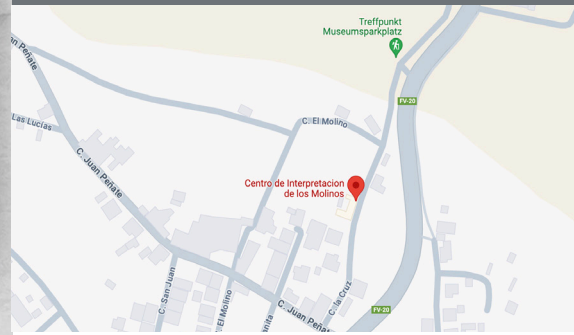 Treffpunkt
Museumsparkplatz
n Peñate
FV-20
C. El Molino
Las Lucías
C. Juan Peñate
Centro de Interpretacion
de los Molinos
C. San Juan
El Molino
C. la Cruz
C. Juan Peña
FV-20